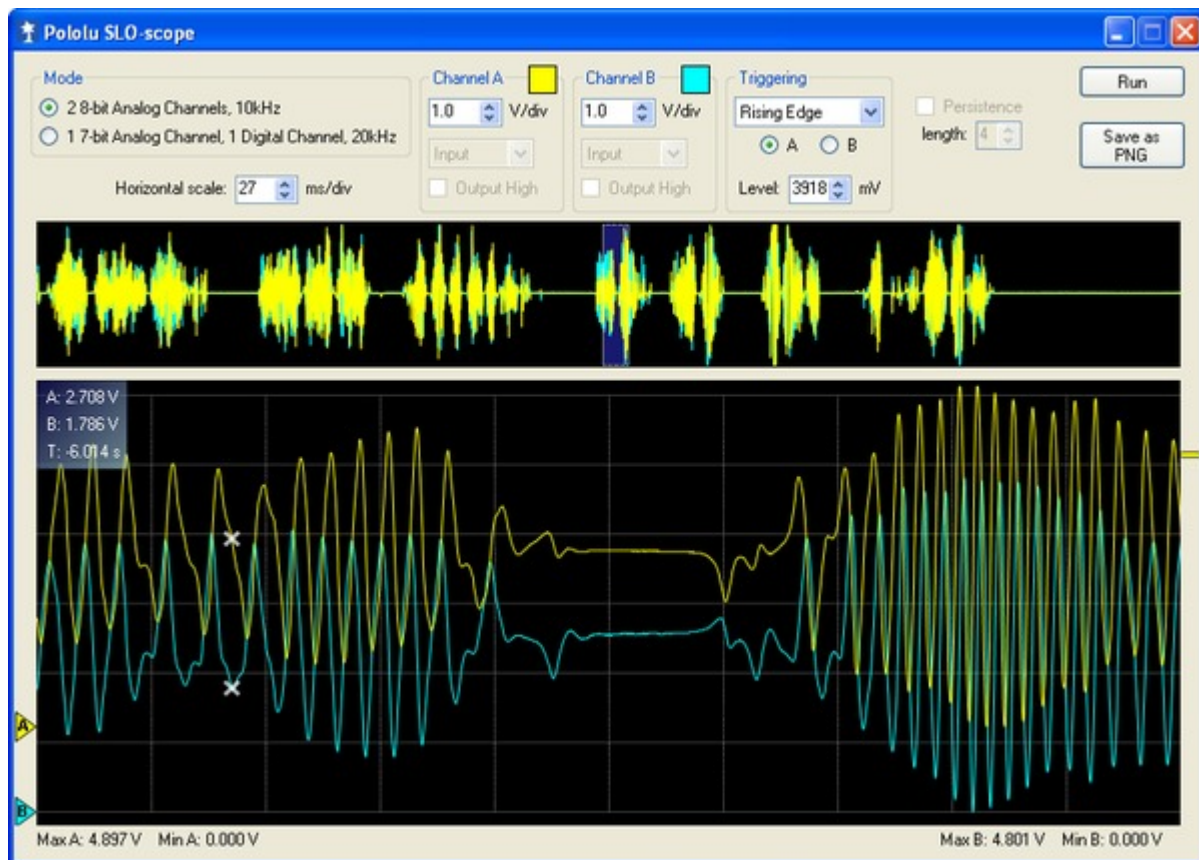 Pololu SLO-scope
Mode
2 8-bit Analog Channels, 10kHz
1 7-bit Analog Channel, 1 Digital Channel, 20kHz
Horizontal scale: 27 ms/div
Channel A
1.0 V/div
Input
Output High
Channel B
1.0 V/div
Input
Output High
Triggering
Rising Edge
A B
Level: 3918 mV
Persistence
length: 4
Run
Save as
PNG
A: 2.708 V
B: 1.786 V
T: -6.014 s
A
B
Max A: 4.897 V Min A: 0.000 V
Max B: 4.801 V Min B: 0.000 V